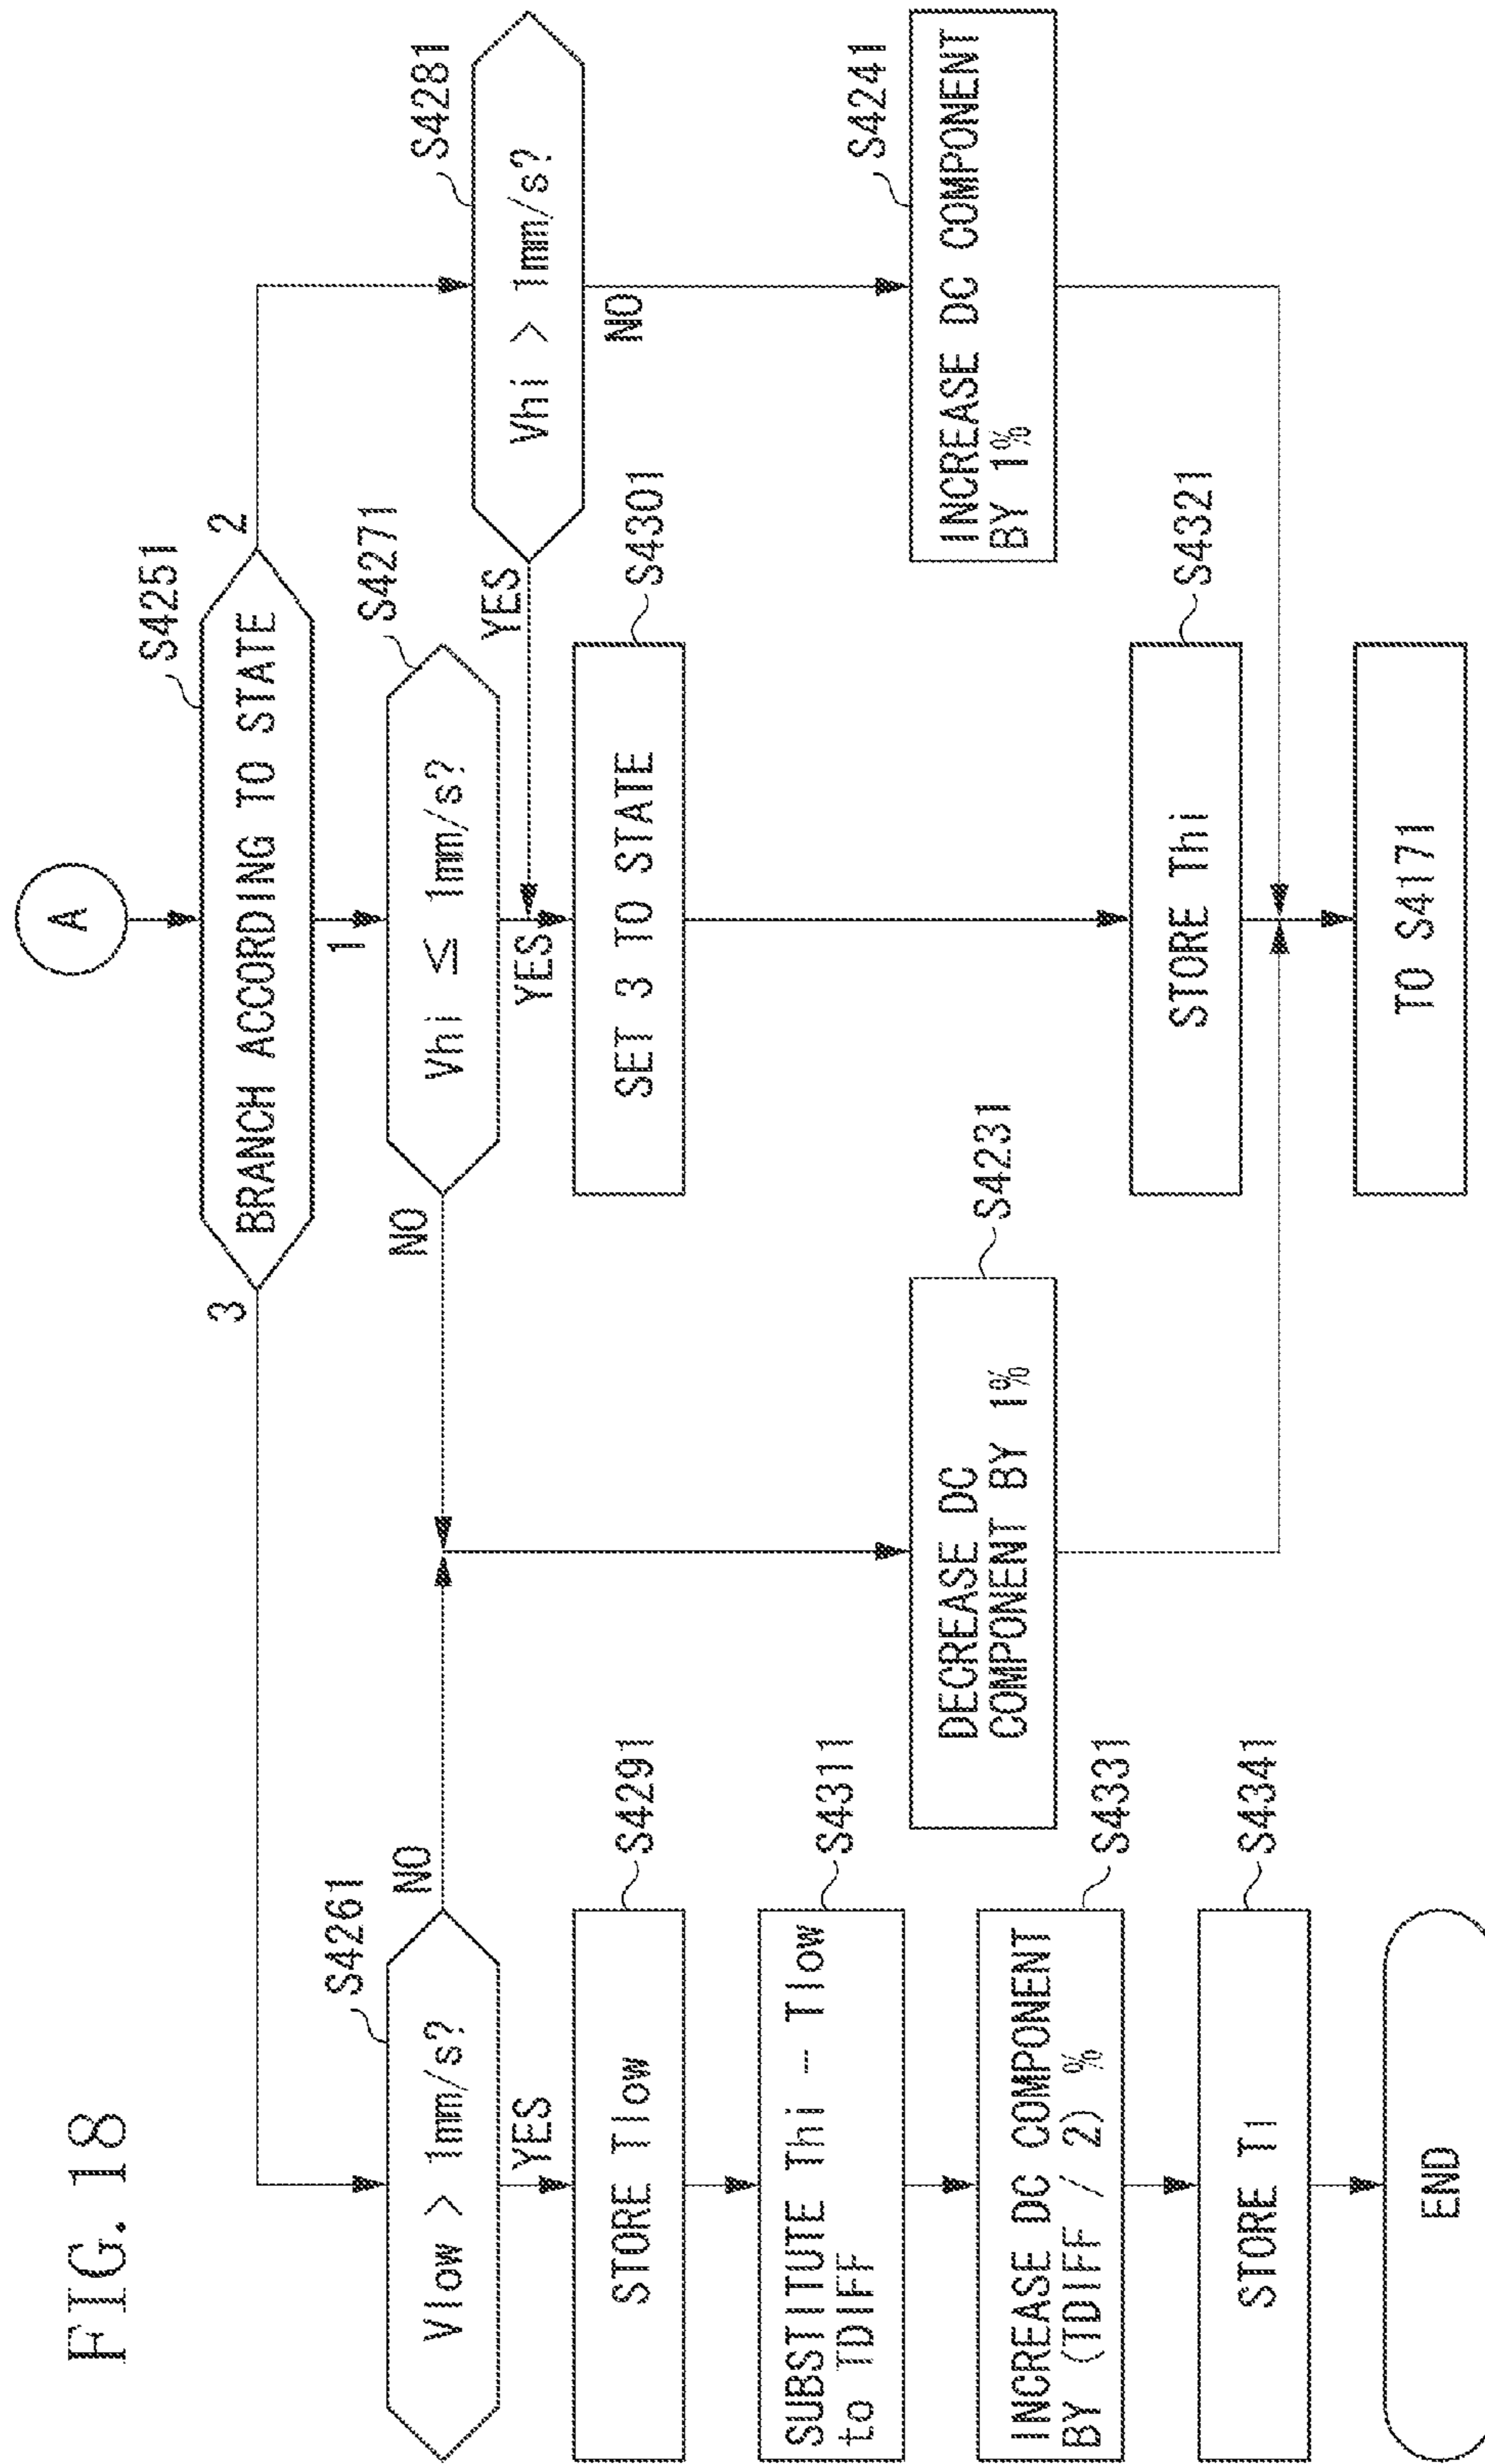 FIG. 18
A
S4251
BRANCH ACCORDING TO STATE
3
1
2
S4261
Vlow > 1mm/s?
NO
YES
S4271
Vhi ≤ 1mm/s?
NO
YES
S4281
Vhi > 1mm/s?
YES
NO
S4291
STORE Tlow
S4301
SET 3 TO STATE
S4311
SUBSTITUTE Thi - Tlow
to TDIFF
S4231
DECREASE DC
COMPONENT BY 1%
S4241
INCREASE DC COMPONENT
BY 1%
S4331
INCREASE DC COMPONENT
BY (TDIFF / 2) %
S4321
STORE Thi
S4341
STORE T1
TO S4171
END